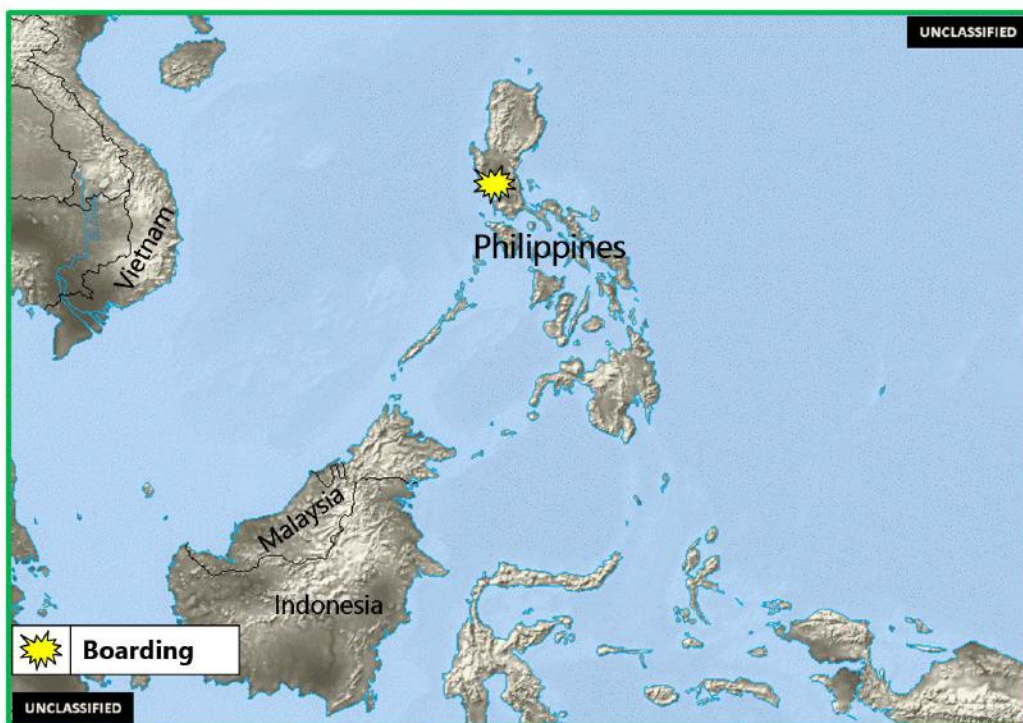 UNCLASSIFIED
Philippines
Vietnam
Malaysia
Indonesia
Boarding
UNCLASSIFIED